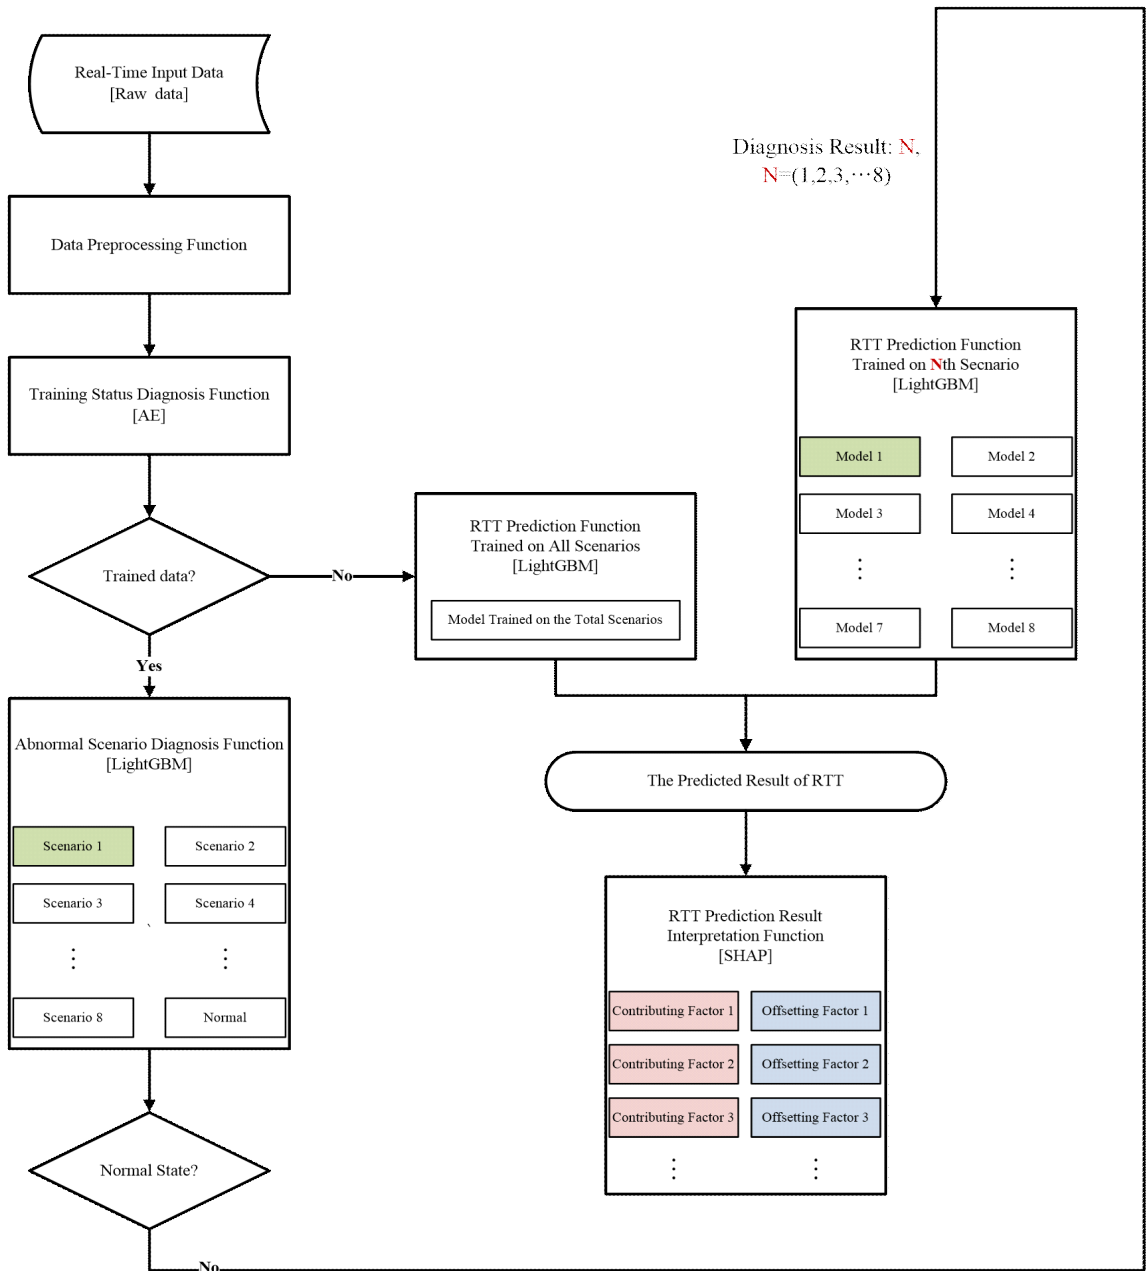 Real-Time Input Data
[Raw data]
Data Preprocessing Function
Training Status Diagnosis Function
[AE]
Trained data?
No
Yes
Abnormal Scenario Diagnosis Function
[LightGBM]
Scenario 1
Scenario 2
Scenario 3
Scenario 4
Scenario 8
Normal
Normal State?
No
RTT Prediction Function
Trained on All Scenarios
[LightGBM]
Model Trained on the Total Scenarios
Diagnosis Result: N,
N=(1,2,3,⋯8)
RTT Prediction Function
Trained on Nth Secnario
[LightGBM]
Model 1
Model 2
Model 3
Model 4
Model 7
Model 8
The Predicted Result of RTT
RTT Prediction Result
Interpretation Function
[SHAP]
Contributing Factor 1
Offsetting Factor 1
Contributing Factor 2
Offsetting Factor 2
Contributing Factor 3
Offsetting Factor 3